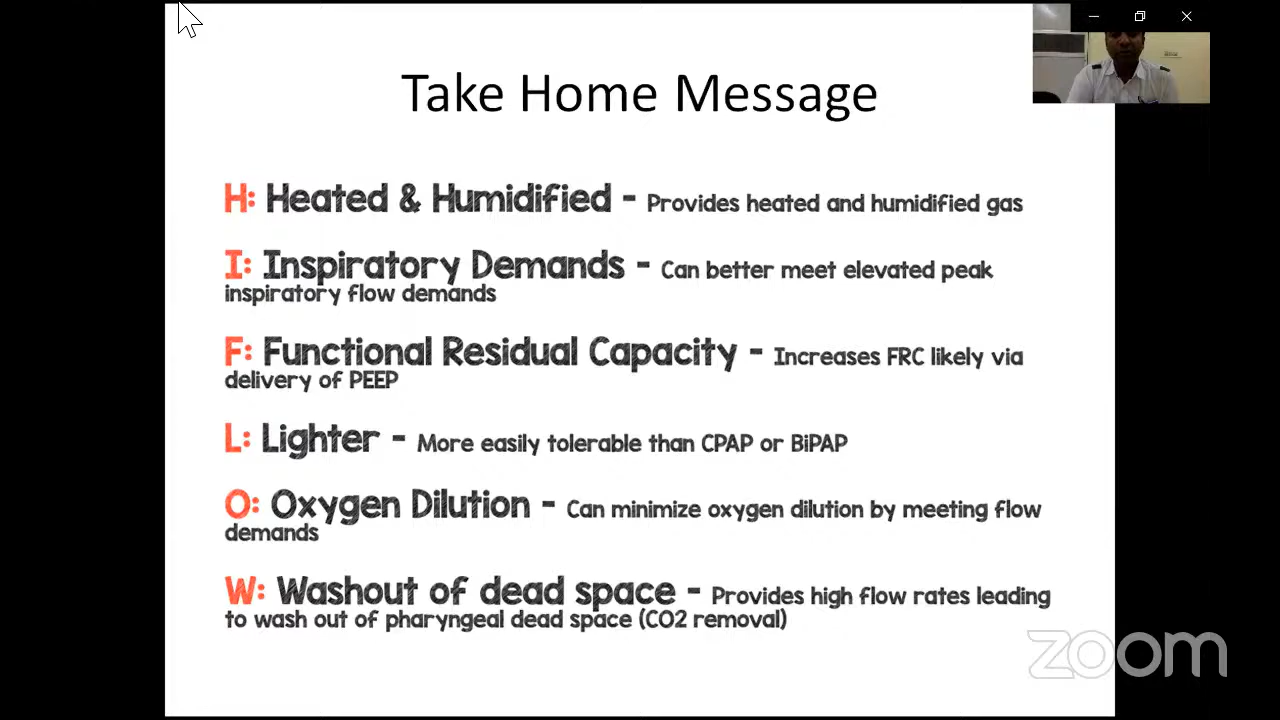 Take Home Message
H: Heated & Humidified - Provides heated and humidified gas
I: Inspiratory Demands - Can better meet elevated peak
inspiratory flow demands
F: Functional Residual Capacity - Increases FRC likely via
delivery of PEEP
L: Lighter - More easily tolerable than CPAP or BiPAP
O: Oxygen Dilution - Can minimize oxygen dilution by meeting flow
demands
W: Washout of dead space - Provides high flow rates leading
to wash out of pharyngeal dead space (CO2 removal)
zoom